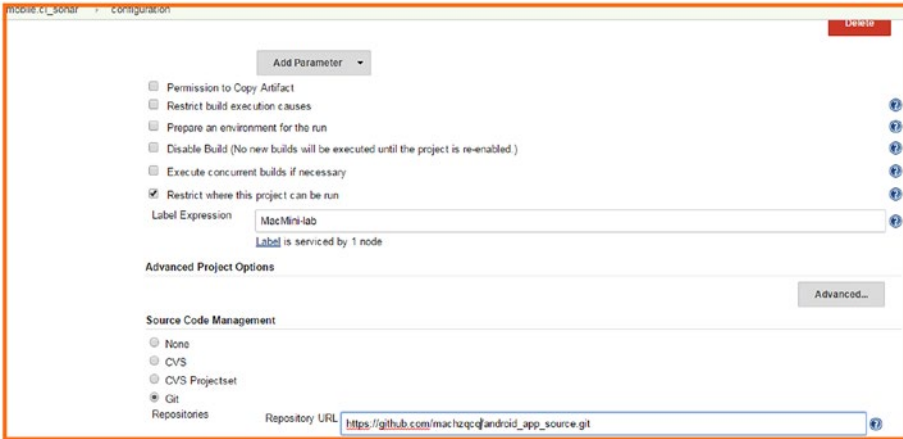 mobile.ci_sonar › configuration
Delete
Add Parameter
Permission to Copy Artifact
Restrict build execution causes
Prepare an environment for the run
Disable Build (No new builds will be executed until the project is re-enabled.)
Execute concurrent builds if necessary
Restrict where this project can be run
Label Expression MacMini-lab
Label is serviced by 1 node
Advanced Project Options
Advanced...
Source Code Management
None
CVS
CVS Projectset
Git
Repositories Repository URL https://github.com/machzqcq/android_app_source.git